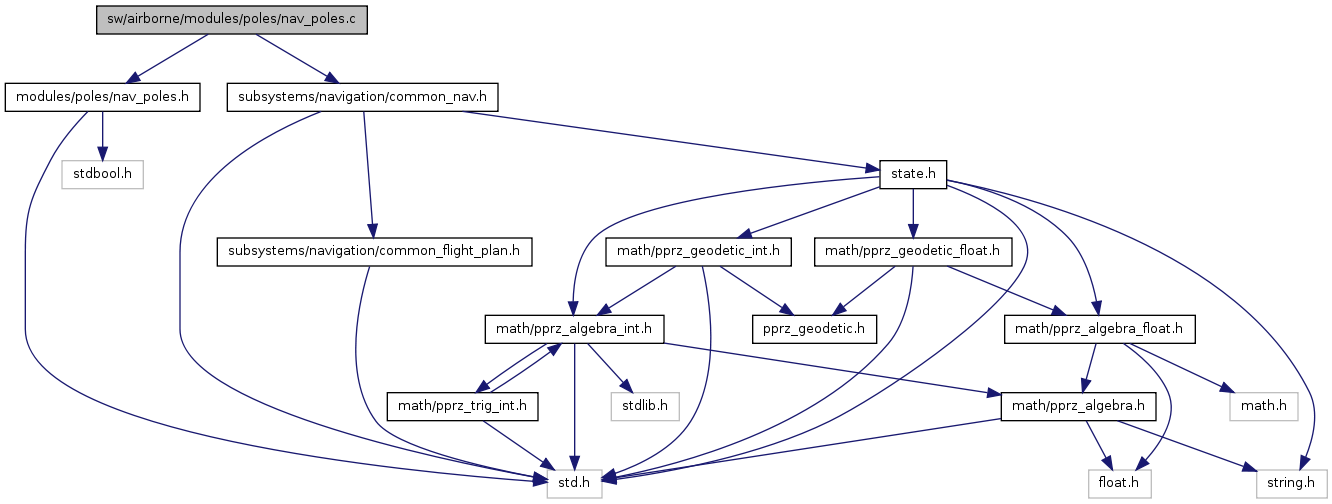 sw/airborne/modules/poles/nav_poles.c
modules/poles/nav_poles.h
subsystems/navigation/common_nav.h
stdbool.h
state.h
subsystems/navigation/common_flight_plan.h
math/pprz_geodetic_int.h
math/pprz_geodetic_float.h
math/pprz_algebra_int.h
pprz_geodetic.h
math/pprz_algebra_float.h
math/pprz_trig_int.h
stdlib.h
math/pprz_algebra.h
math.h
std.h
float.h
string.h